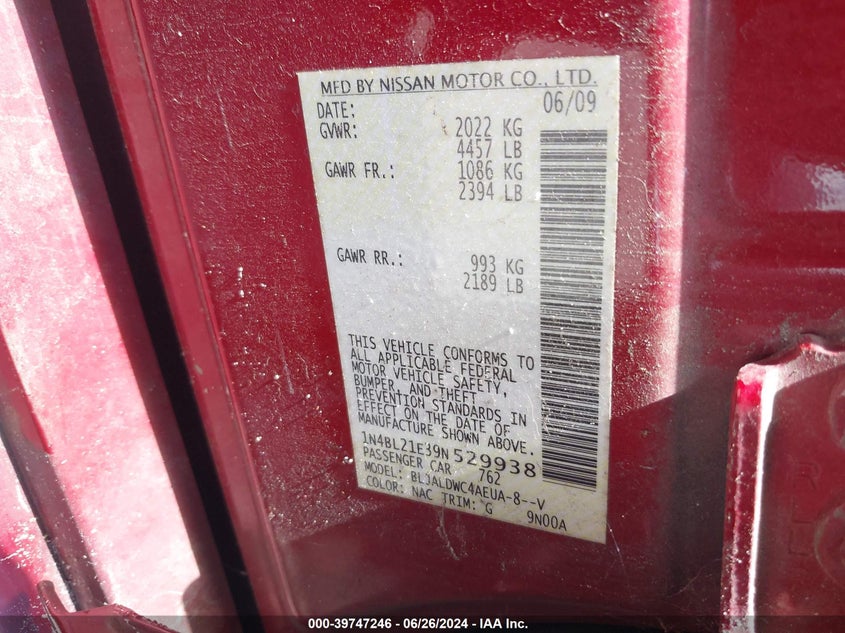 MFD BY NISSAN MOTOR CO., LTD.
DATE: 06/09
GVWR: 2022 KG
4457 LB
GAWR FR.: 1086 KG
2394 LB
GAWR RR.: 993 KG
2189 LB
THIS VEHICLE CONFORMS TO
ALL APPLICABLE FEDERAL
MOTOR VEHICLE SAFETY,
BUMPER, AND THEFT
PREVENTION STANDARDS IN
EFFECT ON THE DATE OF
MANUFACTURE SHOWN ABOVE.
1N4BL21E39N529938
PASSENGER CAR 762
MODEL: BL3ALDWC4AEUA-8--V
COLOR: NAC TRIM: G 9N00A
000-39747246 - 06/26/2024 - IAA Inc.